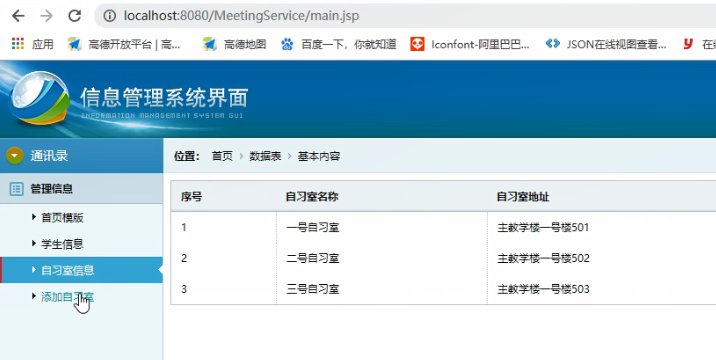 localhost:8080/MeetingService/main.jsp
应用 高德开放平台 | 高... 高德地图 百度一下，你就知道 Iconfont-阿里巴巴... JSON在线视图查看... 在线
信息管理系统界面
INFORMATION MANAGEMENT SYSTEM GUI
通讯录
位置： 首页 › 数据表 › 基本内容
管理信息
首页模版
学生信息
自习室信息
添加自习室
序号 自习室名称 自习室地址
1 一号自习室 主教学楼一号楼501
2 二号自习室 主教学楼一号楼502
3 三号自习室 主教学楼一号楼503